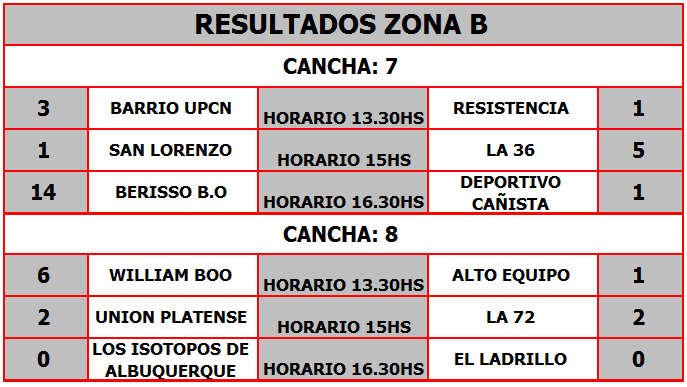 RESULTADOS ZONA B
CANCHA: 7
3 BARRIO UPCN HORARIO 13.30HS RESISTENCIA 1
1 SAN LORENZO HORARIO 15HS LA 36 5
14 BERISSO B.O HORARIO 16.30HS DEPORTIVO CAÑISTA 1
CANCHA: 8
6 WILLIAM BOO HORARIO 13.30HS ALTO EQUIPO 1
2 UNION PLATENSE HORARIO 15HS LA 72 2
0 LOS ISOTOPOS DE ALBUQUERQUE HORARIO 16.30HS EL LADRILLO 0